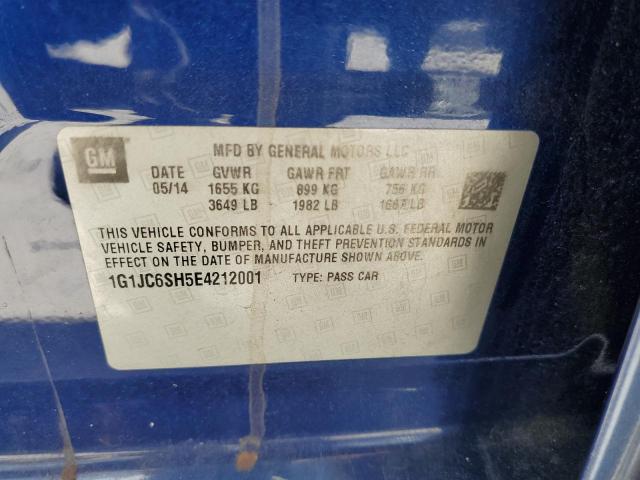 GM
MFD BY GENERAL MOTORS LLC
DATE GVWR GAWR FRT GAWR RR
05/14 1655 KG 899 KG 756 KG
3649 LB 1982 LB 1667 LB
THIS VEHICLE CONFORMS TO ALL APPLICABLE U.S. FEDERAL MOTOR
VEHICLE SAFETY, BUMPER, AND THEFT PREVENTION STANDARDS IN
EFFECT ON THE DATE OF MANUFACTURE SHOWN ABOVE.
1G1JC6SH5E4212001 TYPE: PASS CAR